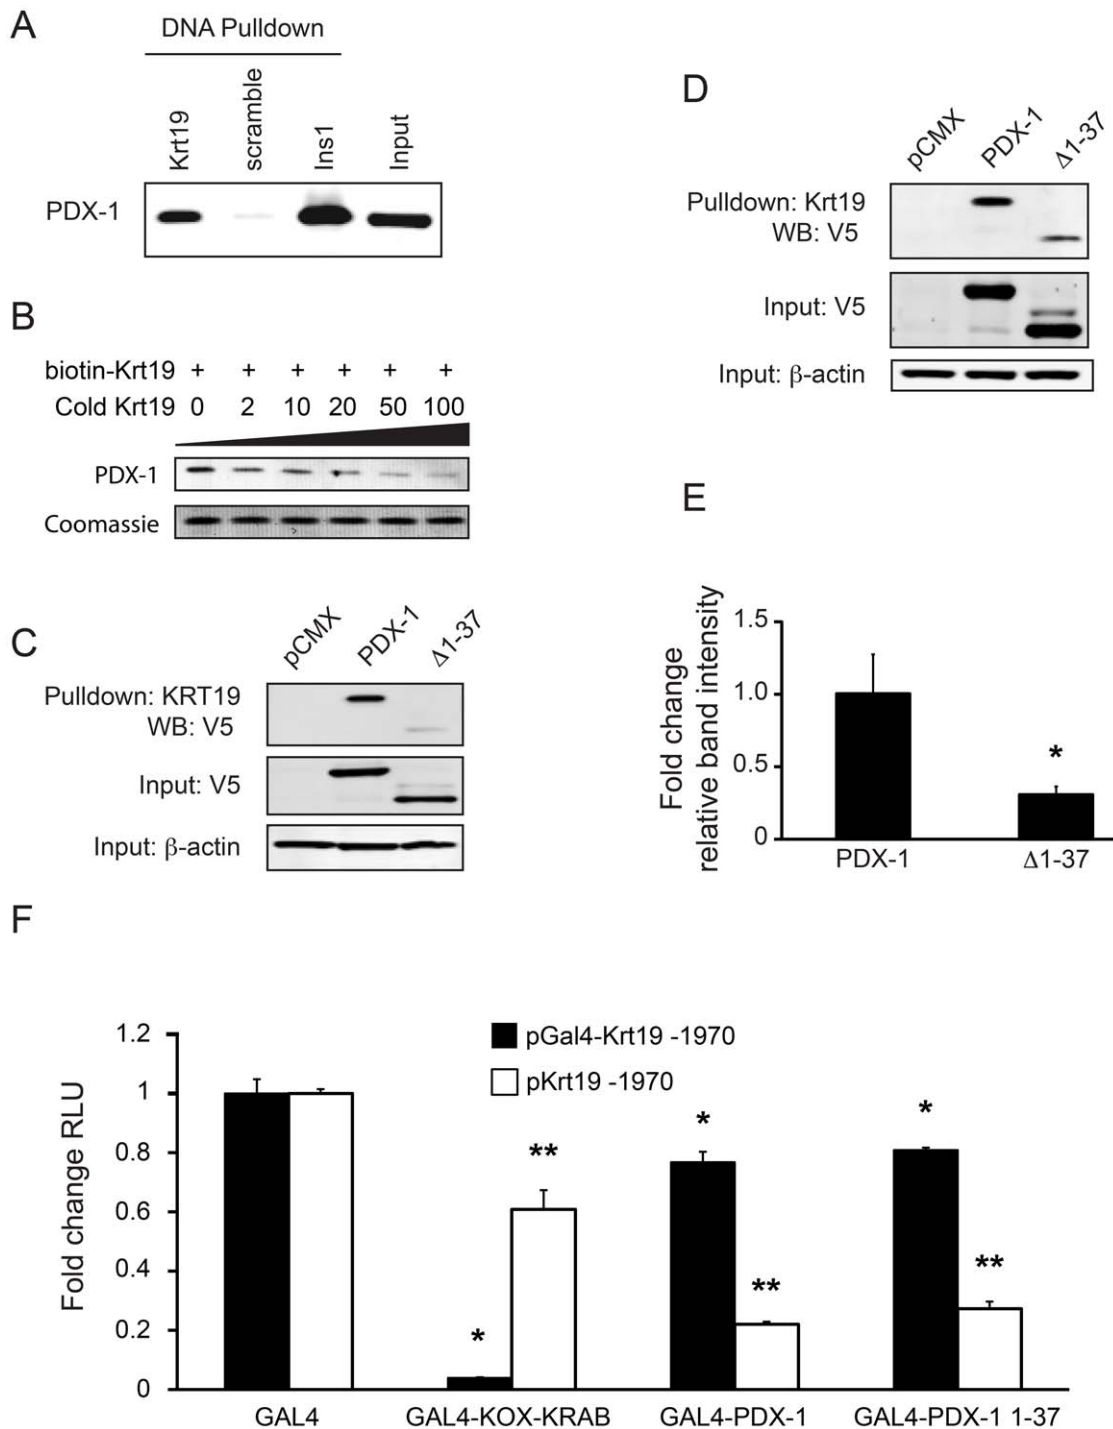 A
DNA Pulldown
Krt19
scramble
Ins1
Input
PDX-1
B
biotin-Krt19 + + + + + +
Cold Krt19 0 2 10 20 50 100
PDX-1
Coomassie
C
pCMX
PDX-1
Δ1-37
Pulldown: KRT19
WB: V5
Input: V5
Input: β-actin
D
pCMX
PDX-1
Δ1-37
Pulldown: Krt19
WB: V5
Input: V5
Input: β-actin
E
Fold change
relative band intensity
1.5
1.0
0.5
0
*
PDX-1
Δ1-37
F
Fold change RLU
1.2
1
0.8
0.6
0.4
0.2
0
pGal4-Krt19 -1970
pKrt19 -1970
*
**
*
**
*
**
GAL4
GAL4-KOX-KRAB
GAL4-PDX-1
GAL4-PDX-1 1-37